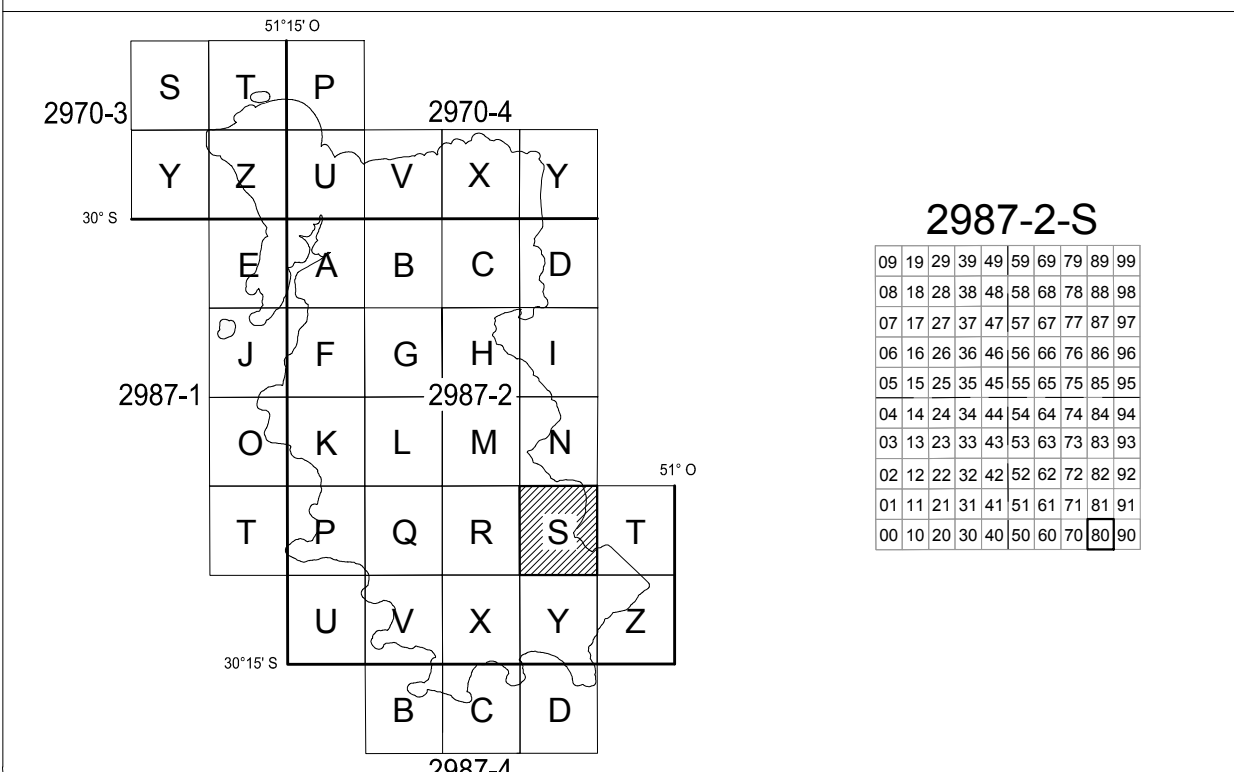 51°15' O
S T P
2970-3 2970-4
Y Z U V X Y
30° S
E A B C D
J F G H I
2987-1 2987-2
O K L M N
51° O
T P Q R S T
U V X Y Z
30°15' S
B C D
2987-4
2987-2-S
09 19 29 39 49 59 69 79 89 99
08 18 28 38 48 58 68 78 88 98
07 17 27 37 47 57 67 77 87 97
06 16 26 36 46 56 66 76 86 96
05 15 25 35 45 55 65 75 85 95
04 14 24 34 44 54 64 74 84 94
03 13 23 33 43 53 63 73 83 93
02 12 22 32 42 52 62 72 82 92
01 11 21 31 41 51 61 71 81 91
00 10 20 30 40 50 60 70 80 90